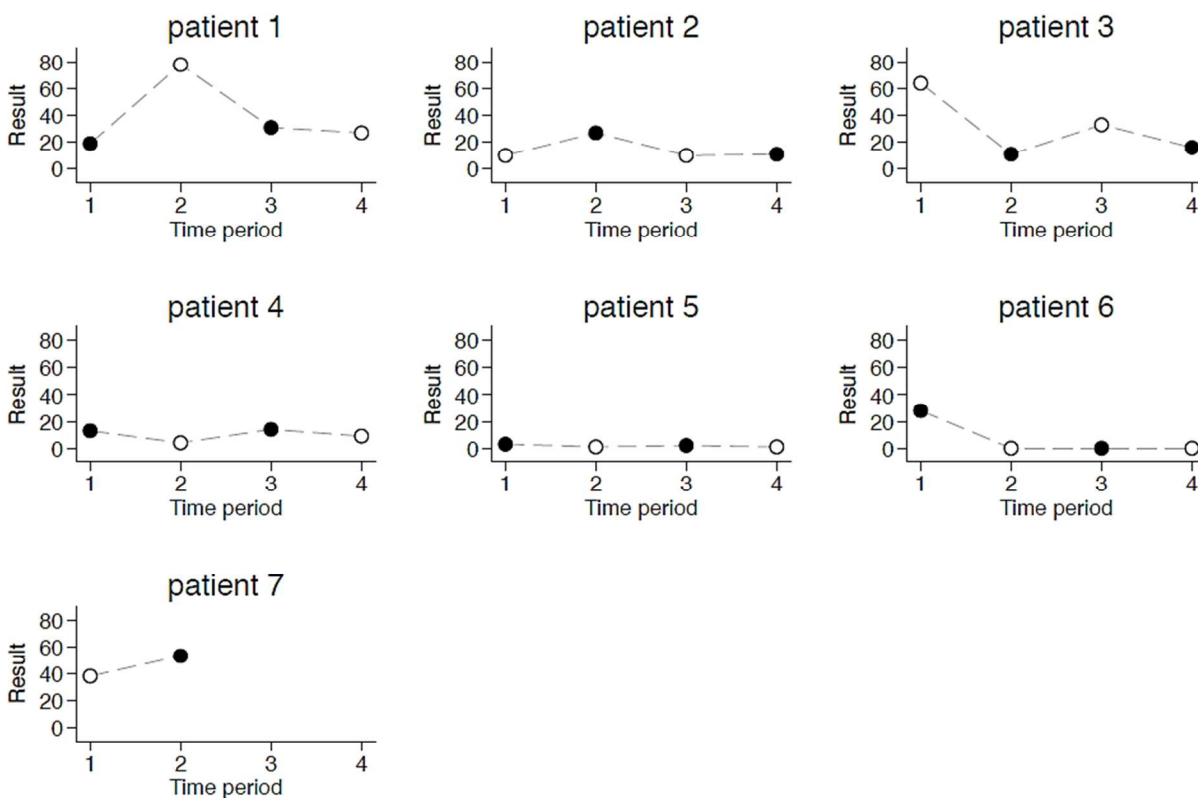 patient 1
80
60
40
20
0
Result
1 2 3 4
Time period
patient 2
80
60
40
20
0
Result
1 2 3 4
Time period
patient 3
80
60
40
20
0
Result
1 2 3 4
Time period
patient 4
80
60
40
20
0
Result
1 2 3 4
Time period
patient 5
80
60
40
20
0
Result
1 2 3 4
Time period
patient 6
80
60
40
20
0
Result
1 2 3 4
Time period
patient 7
80
60
40
20
0
Result
1 2 3 4
Time period